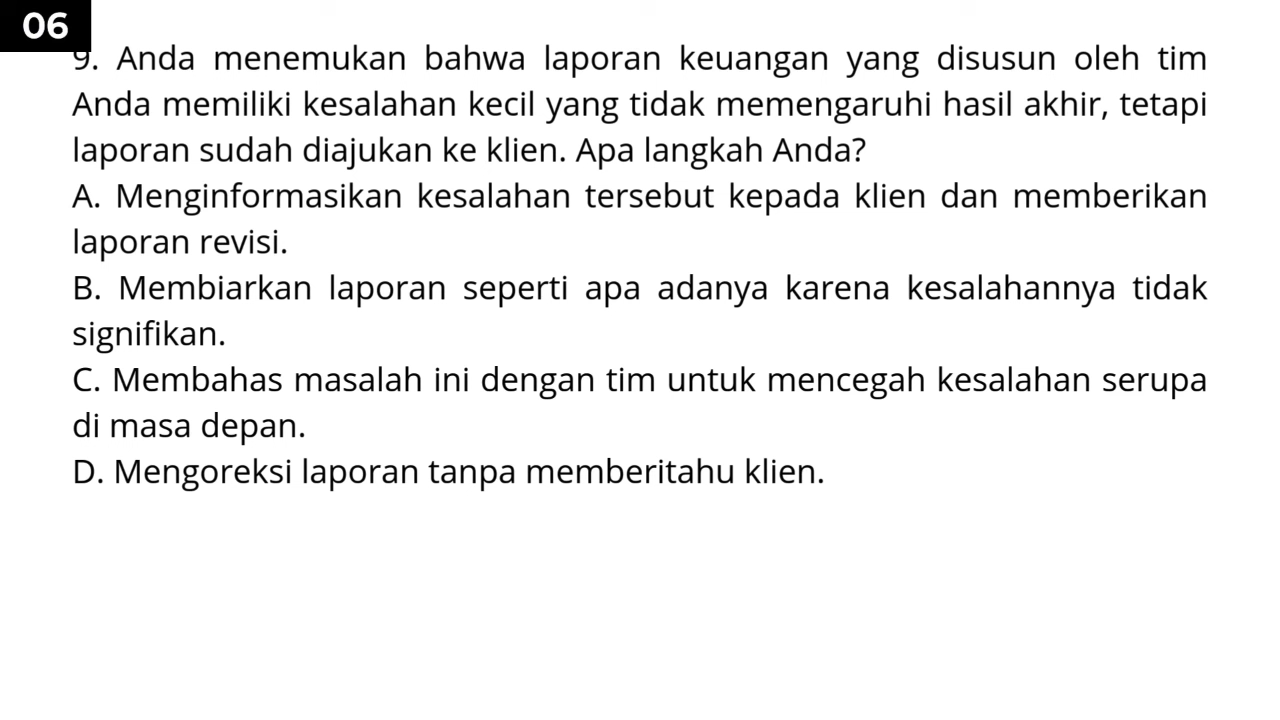 06
9. Anda menemukan bahwa laporan keuangan yang disusun oleh tim
Anda memiliki kesalahan kecil yang tidak memengaruhi hasil akhir, tetapi
laporan sudah diajukan ke klien. Apa langkah Anda?
A. Menginformasikan kesalahan tersebut kepada klien dan memberikan
laporan revisi.
B. Membiarkan laporan seperti apa adanya karena kesalahannya tidak
signifikan.
C. Membahas masalah ini dengan tim untuk mencegah kesalahan serupa
di masa depan.
D. Mengoreksi laporan tanpa memberitahu klien.